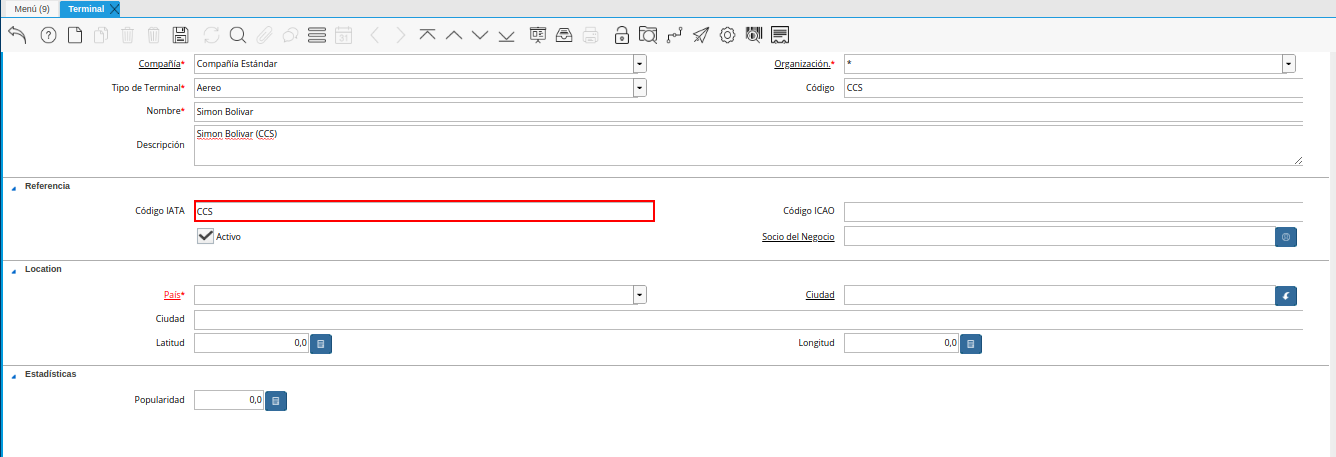 Menú (9) Terminal
Compañía* Compañía Estándar Organización.* *
Tipo de Terminal* Aereo Código CCS
Nombre* Simon Bolivar
Descripción Simon Bolivar (CCS)
Referencia
Código IATA CCS Código ICAO
Activo Socio del Negocio
Location
País* Ciudad
Ciudad
Latitud 0,0 Longitud 0,0
Estadísticas
Popularidad 0,0